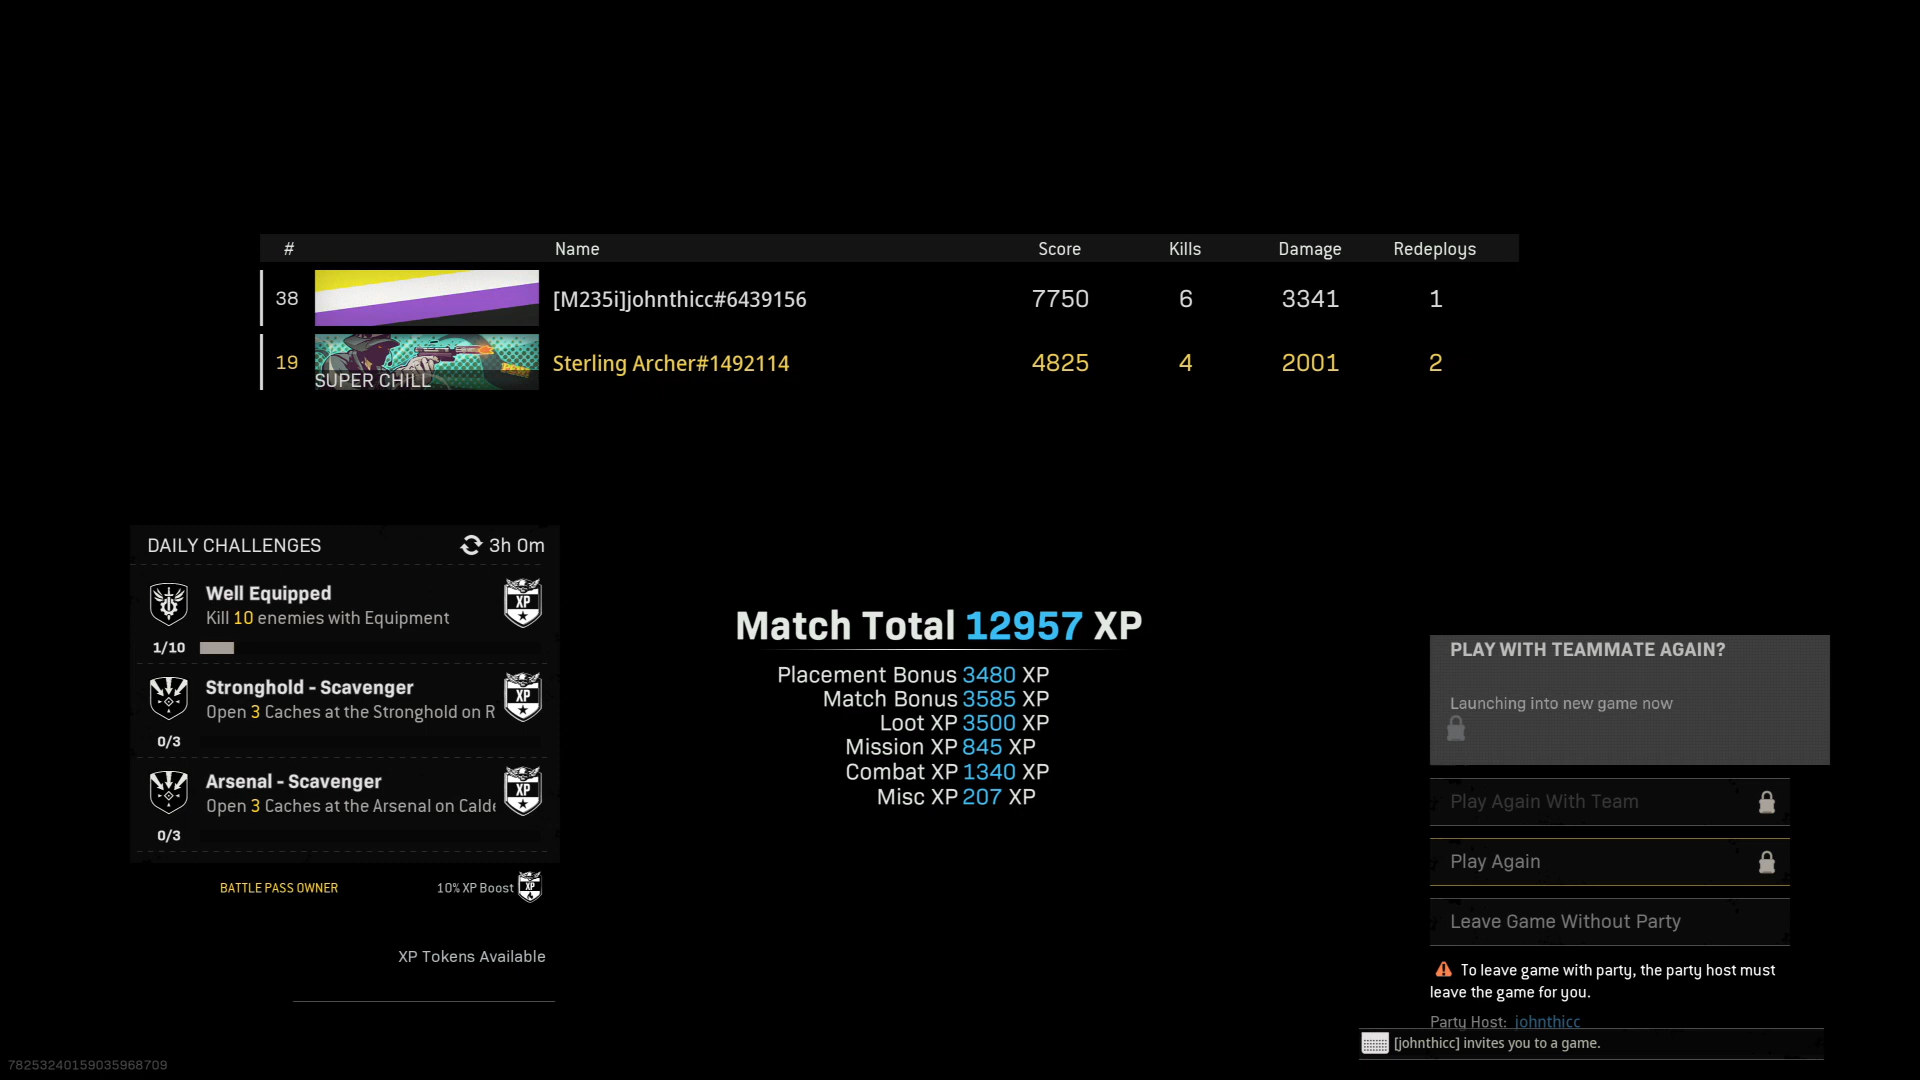 # Name Score Kills Damage Redeploys
38 [M235i]johnthicc#6439156 7750 6 3341 1
19 SUPER CHILL Sterling Archer#1492114 4825 4 2001 2
DAILY CHALLENGES 3h 0m
Well Equipped
Kill 10 enemies with Equipment
XP
1/10
Stronghold - Scavenger
Open 3 Caches at the Stronghold on R
XP
0/3
Arsenal - Scavenger
Open 3 Caches at the Arsenal on Calde
XP
0/3
BATTLE PASS OWNER 10% XP Boost XP
XP Tokens Available
Match Total 12957 XP
Placement Bonus 3480 XP
Match Bonus 3585 XP
Loot XP 3500 XP
Mission XP 845 XP
Combat XP 1340 XP
Misc XP 207 XP
PLAY WITH TEAMMATE AGAIN?
Launching into new game now
Play Again With Team
Play Again
Leave Game Without Party
To leave game with party, the party host must
leave the game for you.
Party Host: johnthicc
[johnthicc] invites you to a game.
78253240159035968709